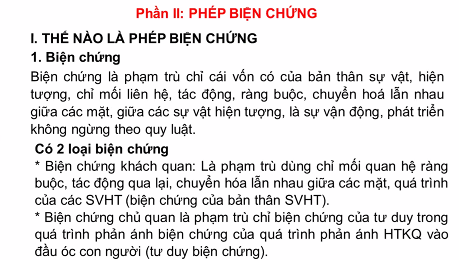 Phần II: PHÉP BIỆN CHỨNG
I. THẾ NÀO LÀ PHÉP BIỆN CHỨNG
1. Biện chứng
Biện chứng là phạm trù chỉ cái vốn có của bản thân sự vật, hiện
tượng, chỉ mối liên hệ, tác động, ràng buộc, chuyển hoá lẫn nhau
giữa các mặt, giữa các sự vật hiện tượng, là sự vận động, phát triển
không ngừng theo quy luật.
Có 2 loại biện chứng
* Biện chứng khách quan: Là phạm trù dùng chỉ mối quan hệ ràng
buộc, tác động qua lại, chuyển hóa lẫn nhau giữa các mặt, quá trình
của các SVHT (biện chứng của bản thân SVHT).
* Biện chứng chủ quan là phạm trù chỉ biện chứng của tư duy trong
quá trình phản ánh biện chứng của quá trình phản ánh HTKQ vào
đầu óc con người (tư duy biện chứng).